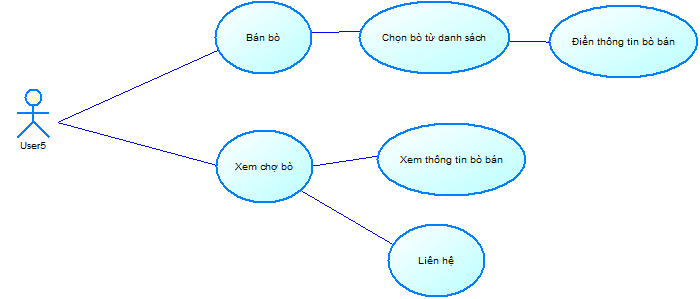 Bán bò
Chọn bò từ danh sách
Điền thông tin bò bán
User5
Xem chợ bò
Xem thông tin bò bán
Liên hệ